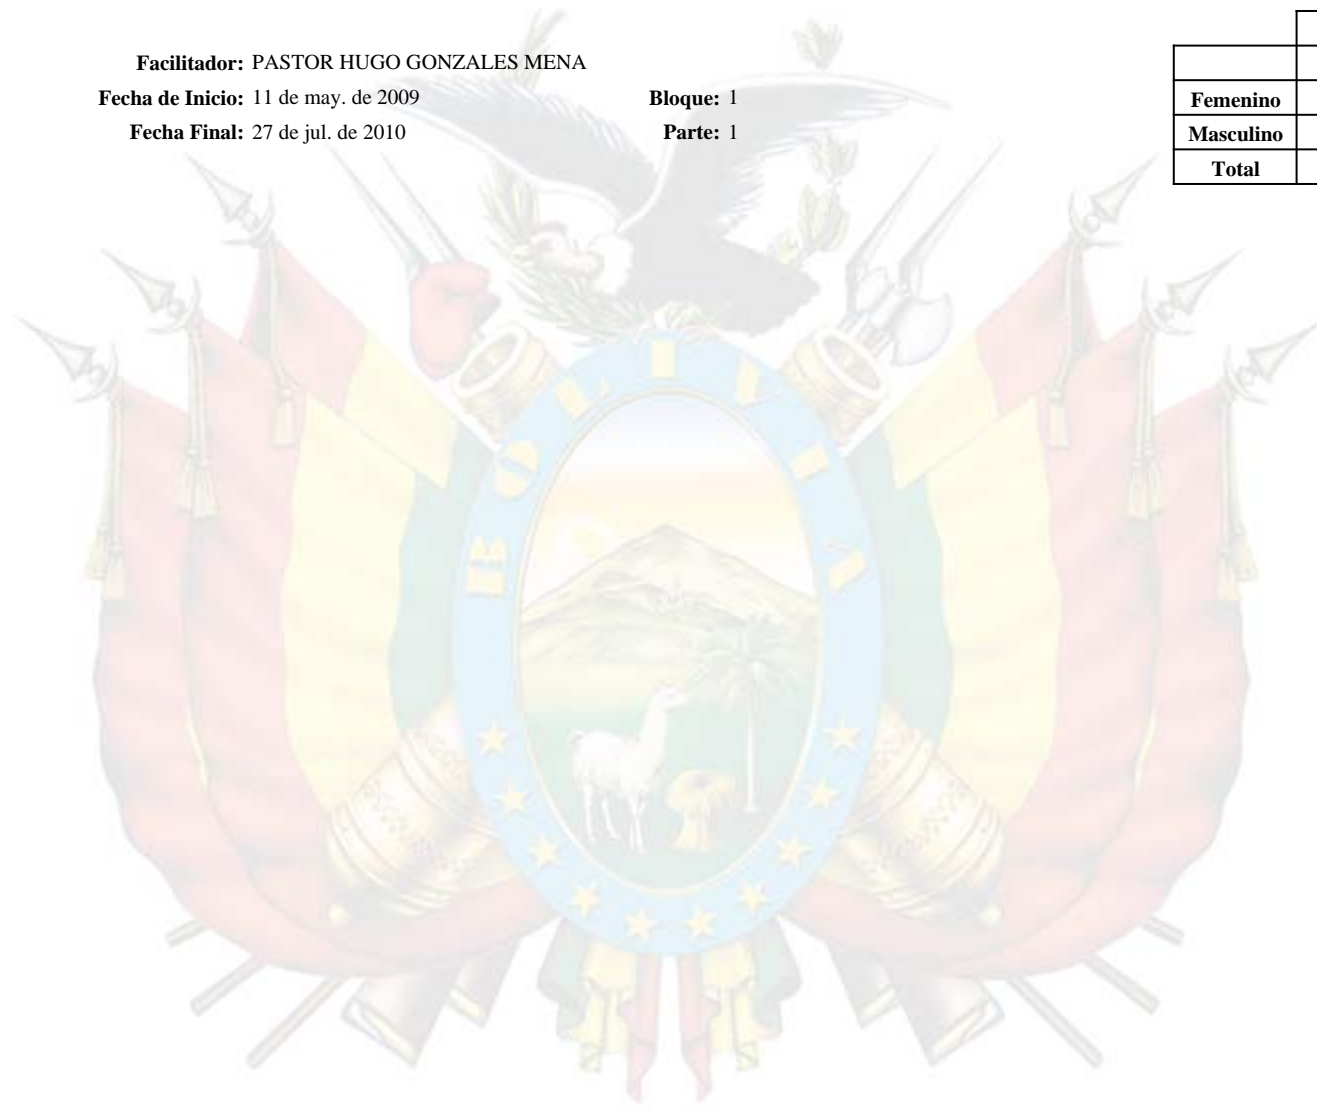 Facilitador: PASTOR HUGO GONZALES MENA
Fecha de Inicio: 11 de may. de 2009 Bloque: 1
Fecha Final: 27 de jul. de 2010 Parte: 1
Femenino
Masculino
Total
BOLIVIA